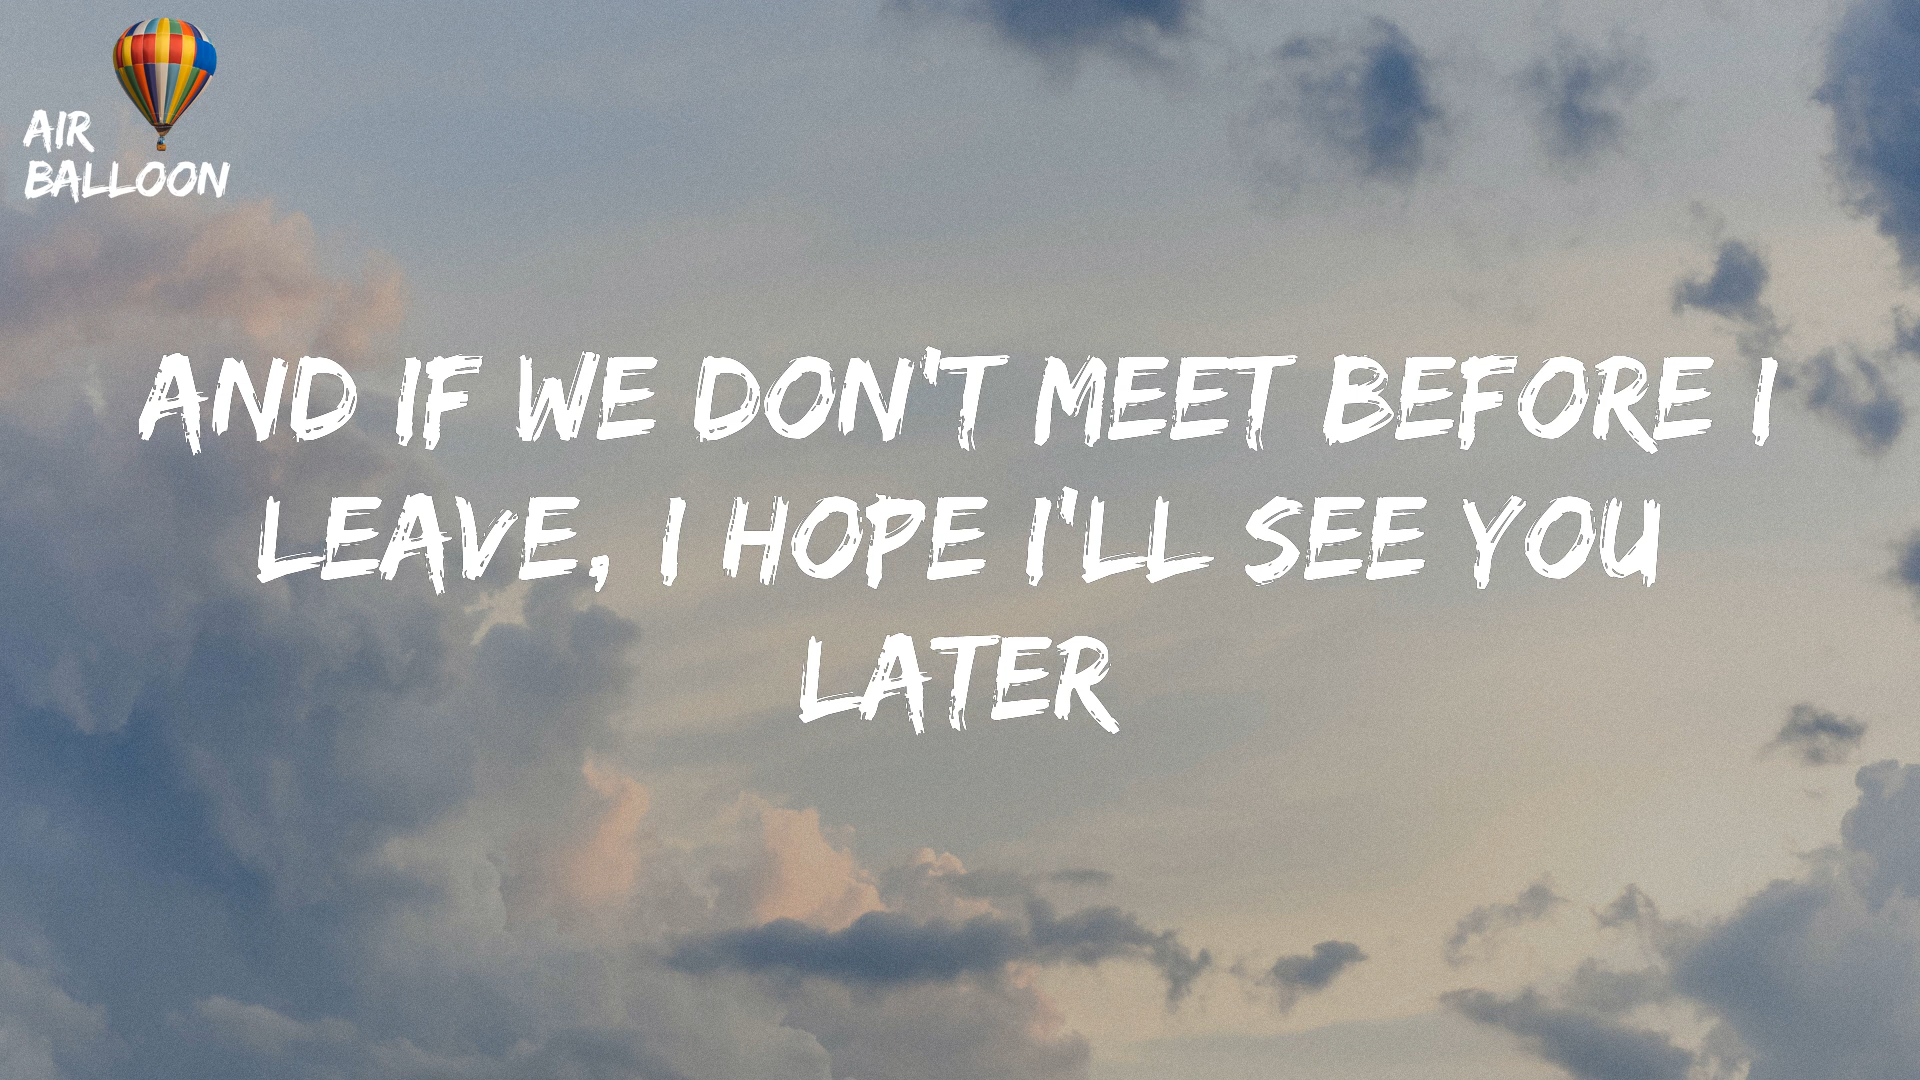 AIR
BALLOON
AND IF WE DON'T MEET BEFORE I
LEAVE, I HOPE I'LL SEE YOU
LATER